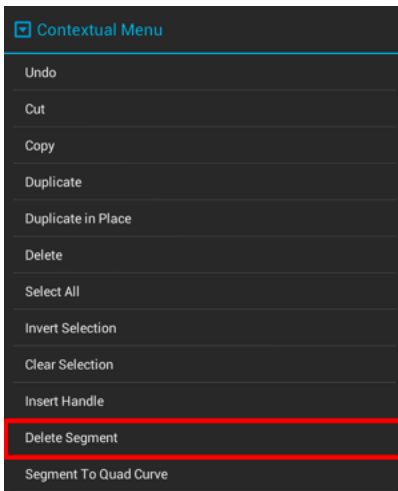 Contextual Menu
Undo
Cut
Copy
Duplicate
Duplicate in Place
Delete
Select All
Invert Selection
Clear Selection
Insert Handle
Delete Segment
Segment To Quad Curve